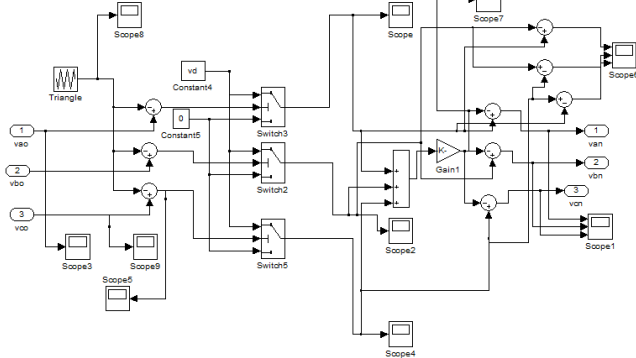 Scope8
Scope
Scope7
Scope6
Triangle
vd
Constant4
Switch3
0
Constant5
1
vao
2
vbo
3
vco
Switch2
K-
Gain1
1
van
2
vbn
3
vcn
Scope1
Scope3
Scope9
Scope5
Switch5
Scope2
Scope4